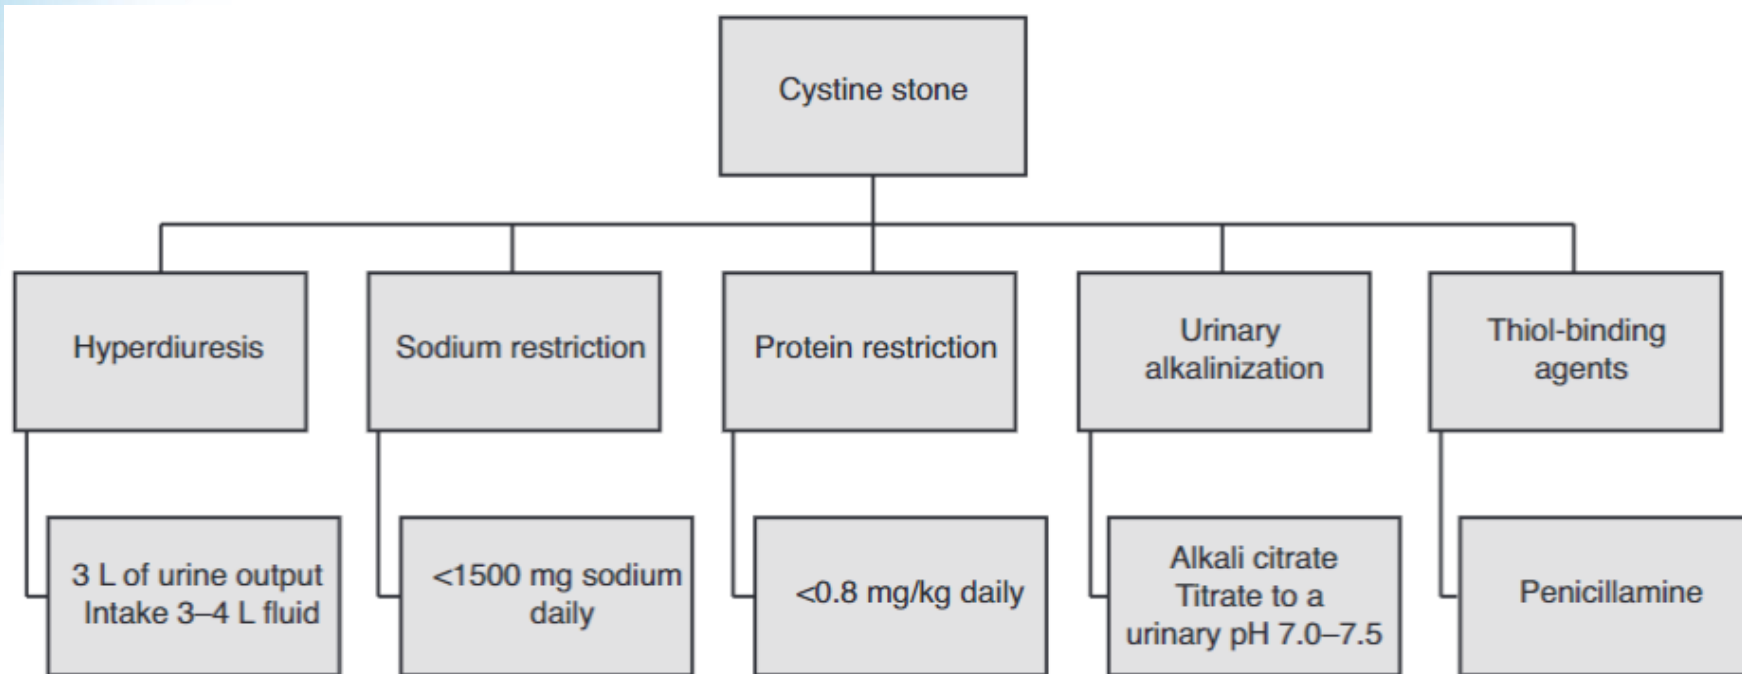 Cystine stone
Hyperdiuresis
Sodium restriction
Protein restriction
Urinary
alkalinization
Thiol-binding
agents
3 L of urine output
Intake 3–4 L fluid
<1500 mg sodium
daily
<0.8 mg/kg daily
Alkali citrate
Titrate to a
urinary pH 7.0–7.5
Penicillamine